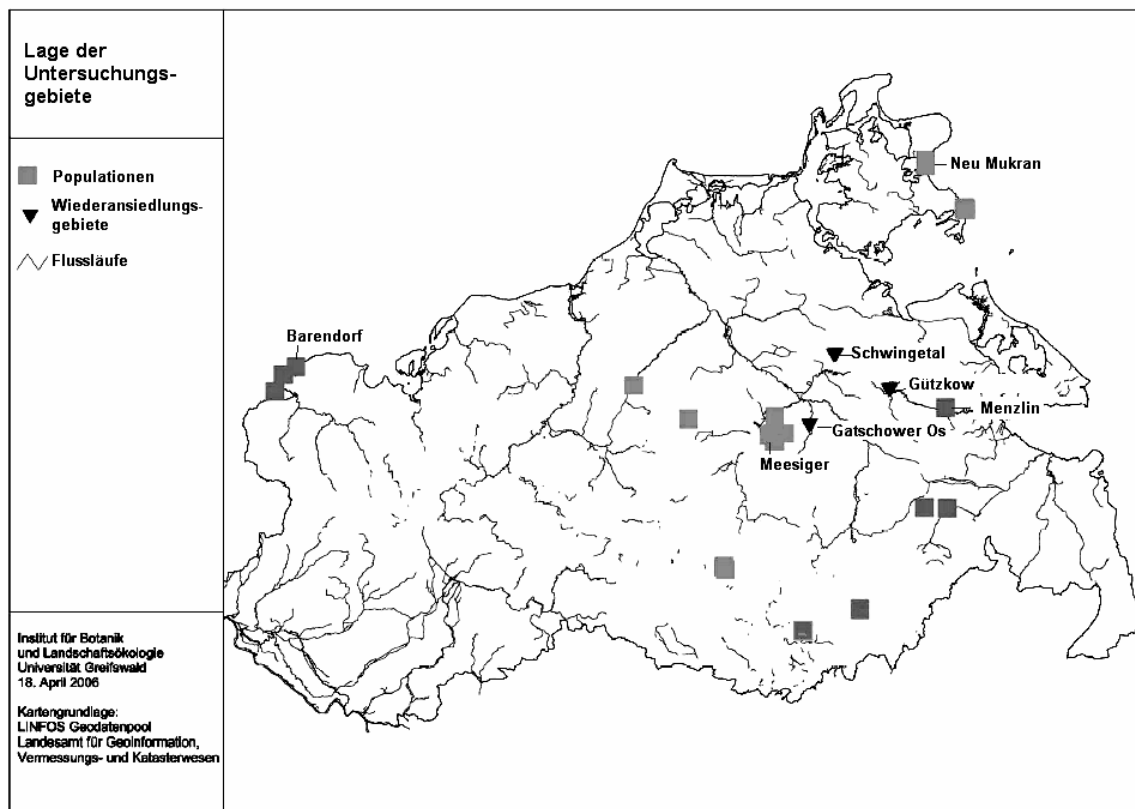 Lage der
Untersuchungs-
gebiete
Populationen
Wiederansiedlungs-
gebiete
Flussläufe
Institut für Botanik
und Landschaftsökologie
Universität Greifswald
18. April 2006
Kartengrundlage:
LINFOS Geodatenpool
Landesamt für Geoinformation,
Vermessungs- und Katasterwesen
Neu Mukran
Barendorf
Schwingetal
Gützkow
Menzlin
Gatschower Os
Meesiger